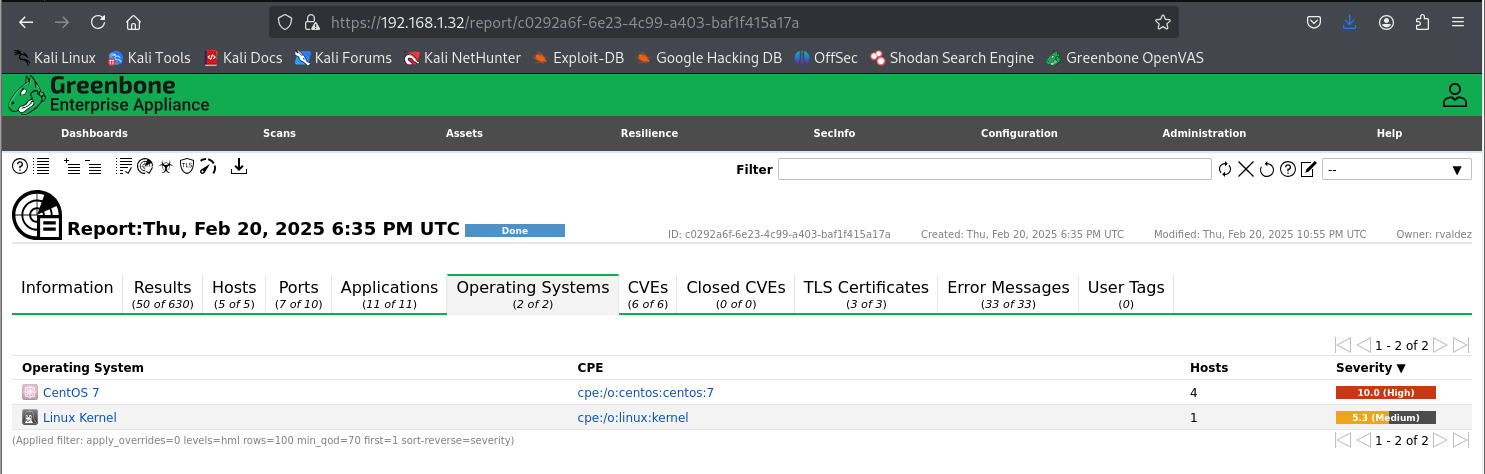 https://192.168.1.32/report/c0292a6f-6e23-4c99-a403-baf1f415a17a
Kali Linux Kali Tools Kali Docs Kali Forums Kali NetHunter Exploit-DB Google Hacking DB OffSec Shodan Search Engine Greenbone OpenVAS
Greenbone
Enterprise Appliance
Dashboards Scans Assets Resilience SecInfo Configuration Administration Help
TLS Filter --
Report:Thu, Feb 20, 2025 6:35 PM UTC Done ID: c0292a6f-6e23-4c99-a403-baf1f415a17a Created: Thu, Feb 20, 2025 6:35 PM UTC Modified: Thu, Feb 20, 2025 10:55 PM UTC Owner: rvaldez
Information Results Hosts Ports Applications Operating Systems CVEs Closed CVEs TLS Certificates Error Messages User Tags
(50 of 630) (5 of 5) (7 of 10) (11 of 11) (2 of 2) (6 of 6) (0 of 0) (3 of 3) (33 of 33) (0)
1 - 2 of 2
Operating System CPE Hosts Severity ▼
CentOS 7 cpe:/o:centos:centos:7 4 10.0 (High)
Linux Kernel cpe:/o:linux:kernel 1 5.3 (Medium)
(Applied filter: apply_overrides=0 levels=hml rows=100 min_qod=70 first=1 sort-reverse=severity) 1 - 2 of 2